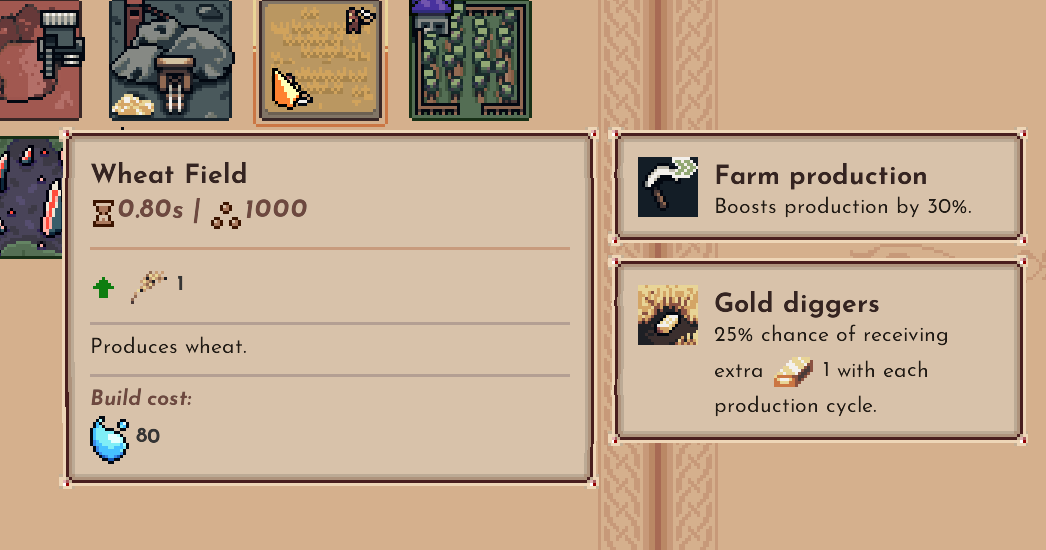 Wheat Field
0.80s | 1000
1
Produces wheat.
Build cost:
80
Farm production
Boosts production by 30%.
Gold diggers
25% chance of receiving
extra 1 with each
production cycle.